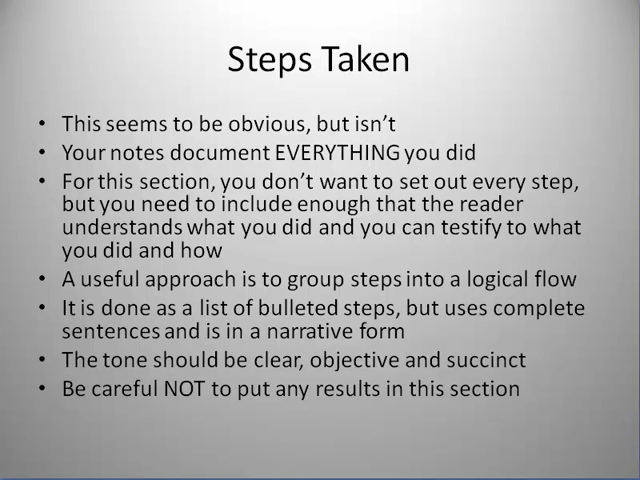 Steps Taken
• This seems to be obvious, but isn't
• Your notes document EVERYTHING you did
• For this section, you don't want to set out every step,
but you need to include enough that the reader
understands what you did and you can testify to what
you did and how
• A useful approach is to group steps into a logical flow
• It is done as a list of bulleted steps, but uses complete
sentences and is in a narrative form
• The tone should be clear, objective and succinct
• Be careful NOT to put any results in this section